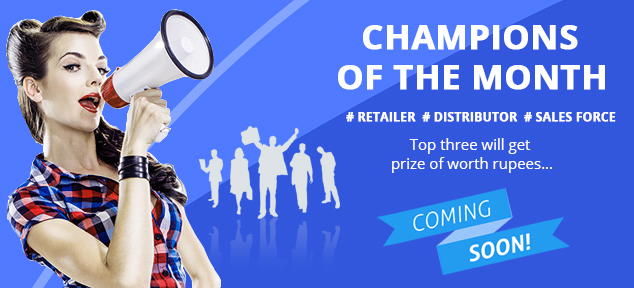 CHAMPIONS
OF THE MONTH
# RETAILER # DISTRIBUTOR # SALES FORCE
Top three will get
prize of worth rupees...
COMING
SOON!